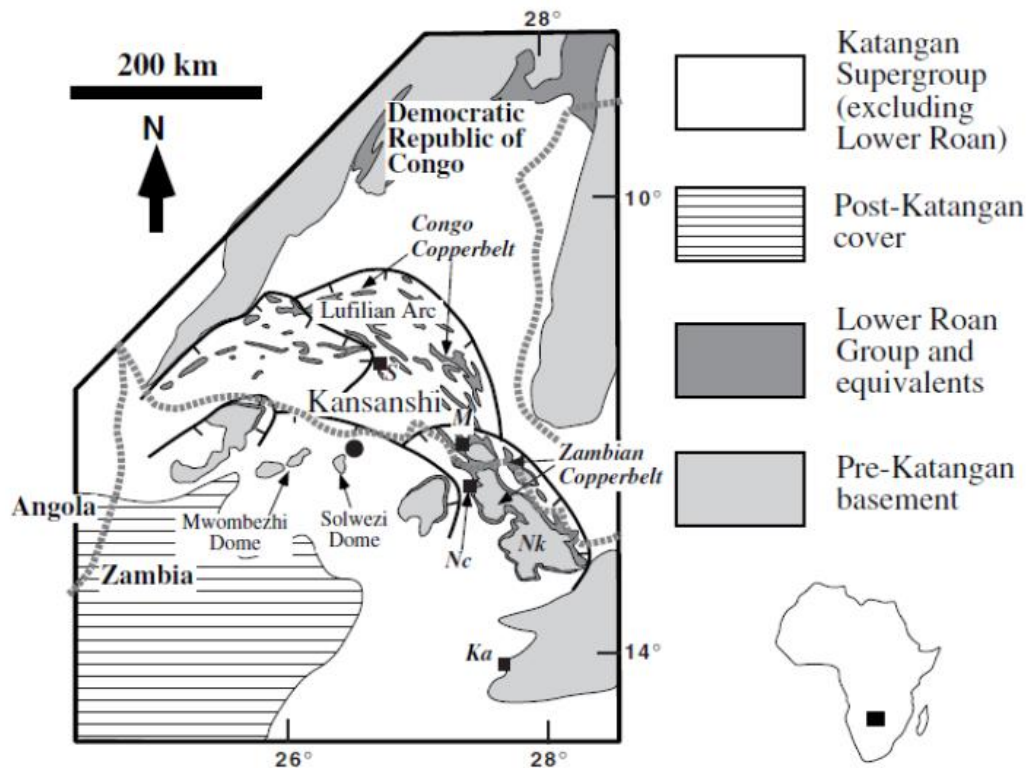 28°
200 km
N
Democratic
Republic of
Congo
10°
Congo
Copperbelt
Lufilian Arc
S
Kansanshi
M
Zambian
Copperbelt
Angola
Mwombezhi
Dome
Solwezi
Dome
Nc
Nk
Zambia
Ka
14°
26°
28°
Katangan
Supergroup
(excluding
Lower Roan)
Post-Katangan
cover
Lower Roan
Group and
equivalents
Pre-Katangan
basement